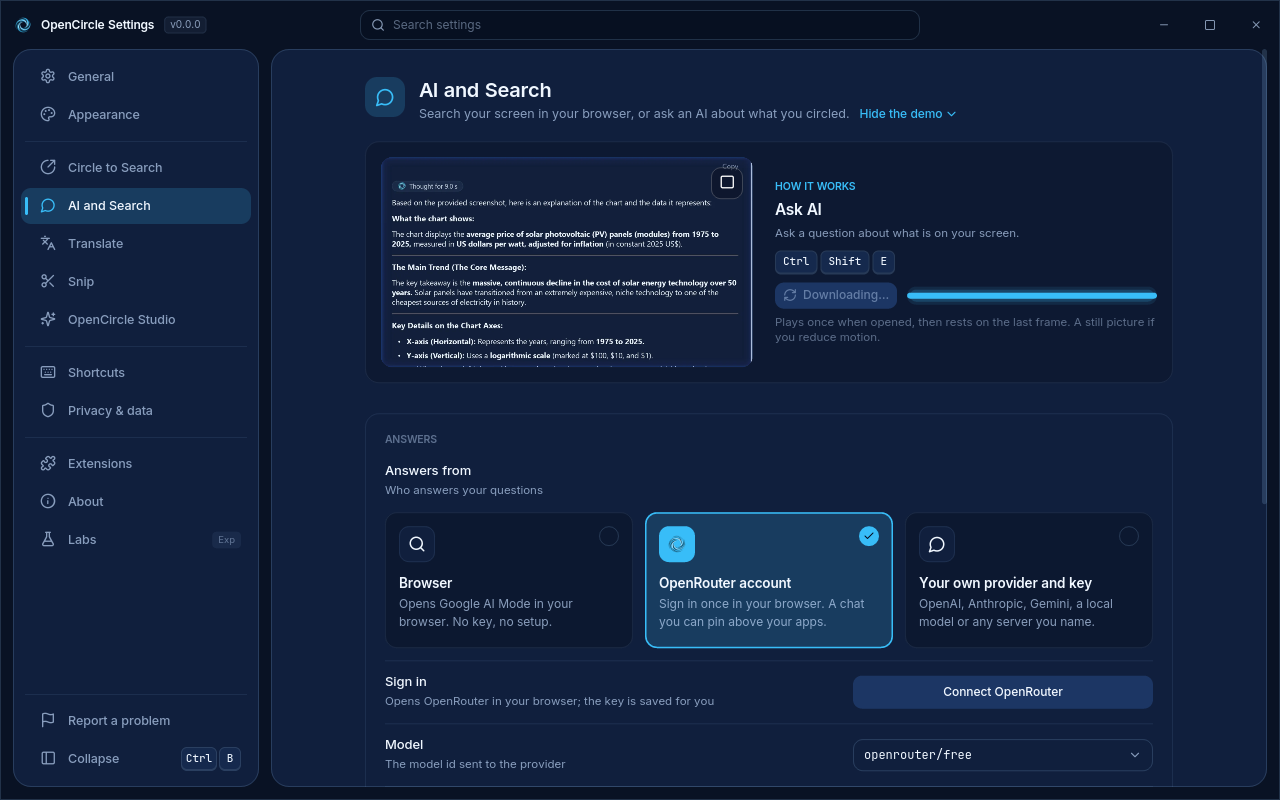 OpenCircle Settings v0.0.0
Search settings
General
Appearance
Circle to Search
AI and Search
Translate
Snip
OpenCircle Studio
Shortcuts
Privacy & data
Extensions
About
Labs Exp
Report a problem
Collapse Ctrl B
AI and Search
Search your screen in your browser, or ask an AI about what you circled. Hide the demo
Copy
Thought for 9.0 s
Based on the provided screenshot, here is an explanation of the chart and the data it represents:
What the chart shows:
The chart displays the average price of solar photovoltaic (PV) panels (modules) from 1975 to
2025, measured in US dollars per watt, adjusted for inflation (in constant 2025 US$).
The Main Trend (The Core Message):
The key takeaway is the massive, continuous decline in the cost of solar energy technology over 50
years. Solar panels have transitioned from an extremely expensive, niche technology to one of the
cheapest sources of electricity in history.
Key Details on the Chart Axes:
• X-axis (Horizontal): Represents the years, ranging from 1975 to 2025.
• Y-axis (Vertical): Uses a logarithmic scale (marked at $100, $10, and $1).
HOW IT WORKS
Ask AI
Ask a question about what is on your screen.
Ctrl Shift E
Downloading...
Plays once when opened, then rests on the last frame. A still picture if
you reduce motion.
ANSWERS
Answers from
Who answers your questions
Browser
Opens Google AI Mode in your
browser. No key, no setup.
OpenRouter account
Sign in once in your browser. A chat
you can pin above your apps.
Your own provider and key
OpenAI, Anthropic, Gemini, a local
model or any server you name.
Sign in
Opens OpenRouter in your browser; the key is saved for you
Connect OpenRouter
Model
The model id sent to the provider
openrouter/free